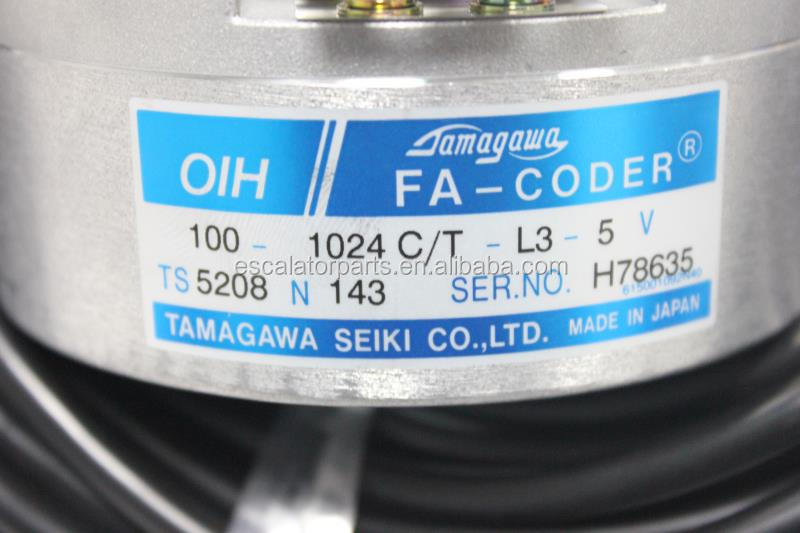 OIH
Tamagawa
FA-CODER®
100 - 1024 C/T - L3 - 5 V
escalatorparts.en.alibaba.com
TS 5208 N 143 SER.NO. H78635
TAMAGAWA SEIKI CO.,LTD. MADE IN JAPAN